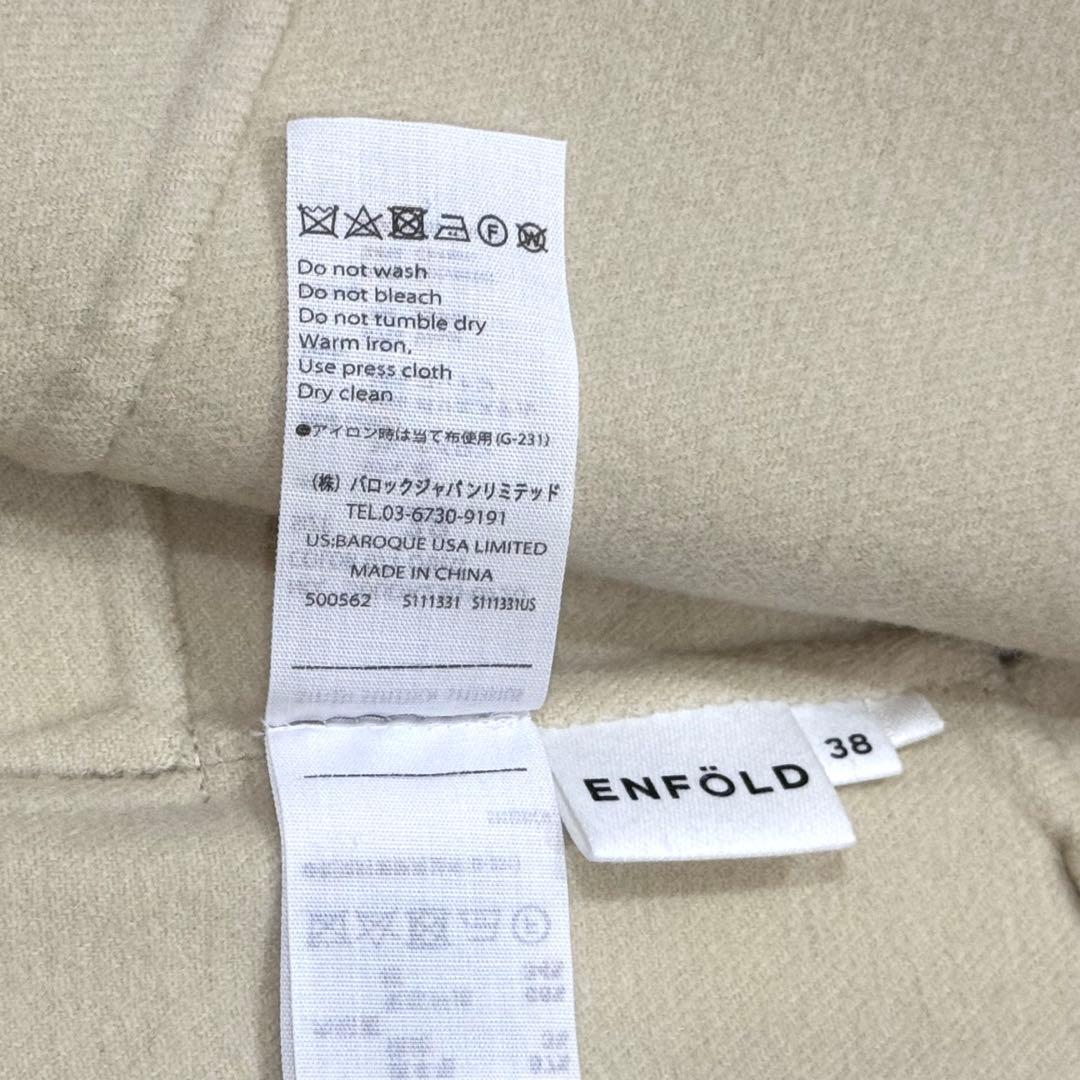 F W
Do not wash
Do not bleach
Do not tumble dry
Warm iron,
Use press cloth
Dry clean
●アイロン時は当て布使用(G-231)
(株) バロックジャパンリミテッド
TEL.03-6730-9191
US:BAROQUE USA LIMITED
MADE IN CHINA
500562 S111331 S111331US
ENFÖLD
38